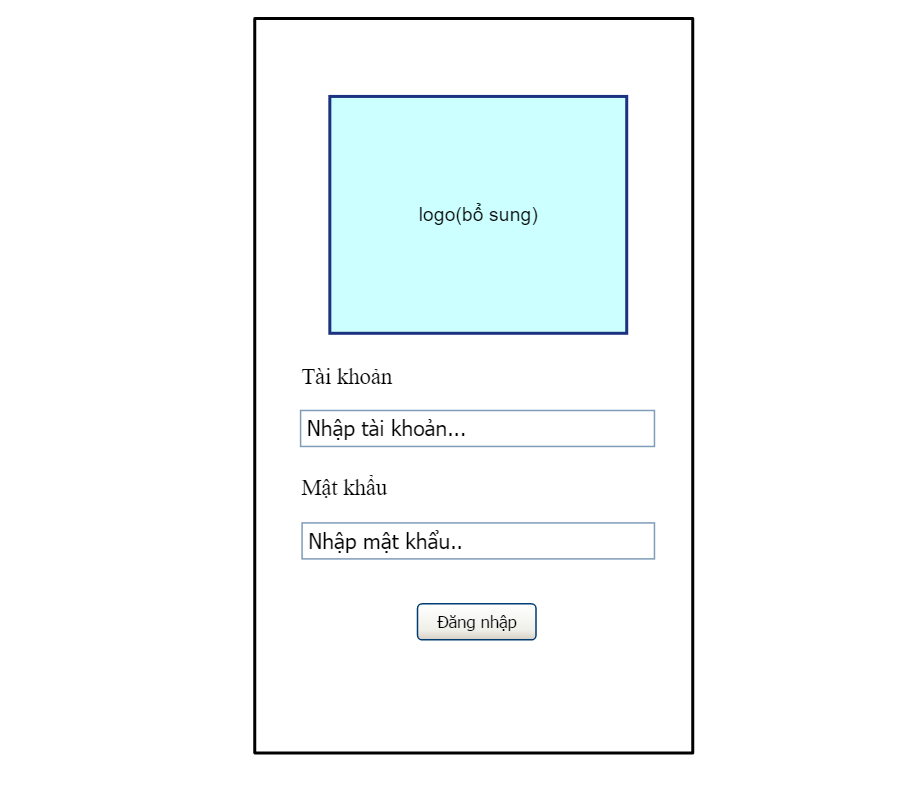 logo(bổ sung)
Tài khoản
Nhập tài khoản...
Mật khẩu
Nhập mật khẩu..
Đăng nhập